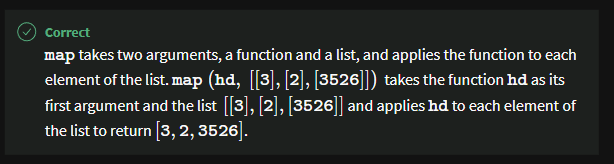 Correct
map takes two arguments, a function and a list, and applies the function to each
element of the list. map (hd, [[3], [2], [3526]]) takes the function hd as its
first argument and the list [[3], [2], [3526]] and applies hd to each element of
the list to return [3, 2, 3526].